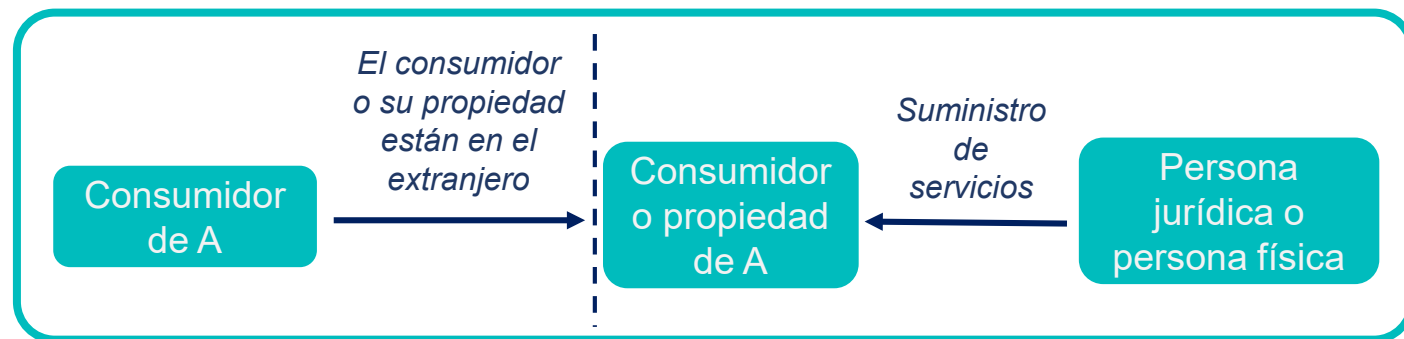 Consumidor
de A
El consumidor
o su propiedad
están en el
extranjero
Consumidor
o propiedad
de A
Suministro
de
servicios
Persona
jurídica o
persona física